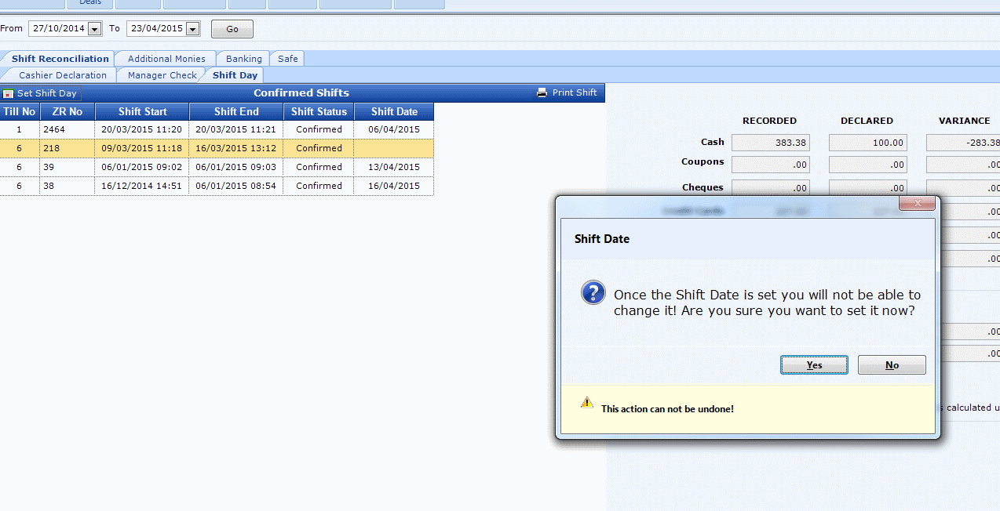 Deals
From 27/10/2014 To 23/04/2015 Go
Shift Reconciliation Additional Monies Banking Safe
Cashier Declaration Manager Check Shift Day
Set Shift Day Confirmed Shifts Print Shift
Till No ZR No Shift Start Shift End Shift Status Shift Date
1 2464 20/03/2015 11:20 20/03/2015 11:21 Confirmed 06/04/2015
6 218 09/03/2015 11:18 16/03/2015 13:12 Confirmed
6 39 06/01/2015 09:02 06/01/2015 09:03 Confirmed 13/04/2015
6 38 16/12/2014 14:51 06/01/2015 08:54 Confirmed 16/04/2015
RECORDED DECLARED VARIANCE
Cash 383.38 100.00 -283.38
Coupons .00 .00 .00
Cheques .00 .00 .00
.00
.00
.00
.00
.00
calculated u
X
Shift Date
Once the Shift Date is set you will not be able to
change it! Are you sure you want to set it now?
Yes No
This action can not be undone!